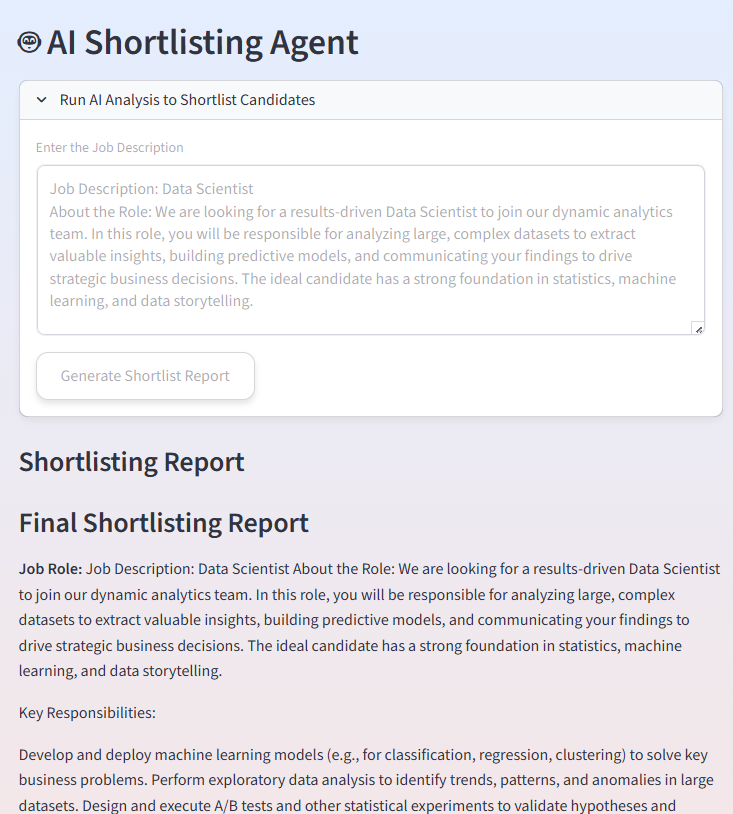 AI Shortlisting Agent
Run AI Analysis to Shortlist Candidates
Enter the Job Description
Job Description: Data Scientist
About the Role: We are looking for a results-driven Data Scientist to join our dynamic analytics
team. In this role, you will be responsible for analyzing large, complex datasets to extract
valuable insights, building predictive models, and communicating your findings to drive
strategic business decisions. The ideal candidate has a strong foundation in statistics, machine
learning, and data storytelling.
Generate Shortlist Report
Shortlisting Report
Final Shortlisting Report
Job Role: Job Description: Data Scientist About the Role: We are looking for a results-driven Data Scientist
to join our dynamic analytics team. In this role, you will be responsible for analyzing large, complex
datasets to extract valuable insights, building predictive models, and communicating your findings to
drive strategic business decisions. The ideal candidate has a strong foundation in statistics, machine
learning, and data storytelling.
Key Responsibilities:
Develop and deploy machine learning models (e.g., for classification, regression, clustering) to solve key
business problems. Perform exploratory data analysis to identify trends, patterns, and anomalies in large
datasets. Design and execute A/B tests and other statistical experiments to validate hypotheses and